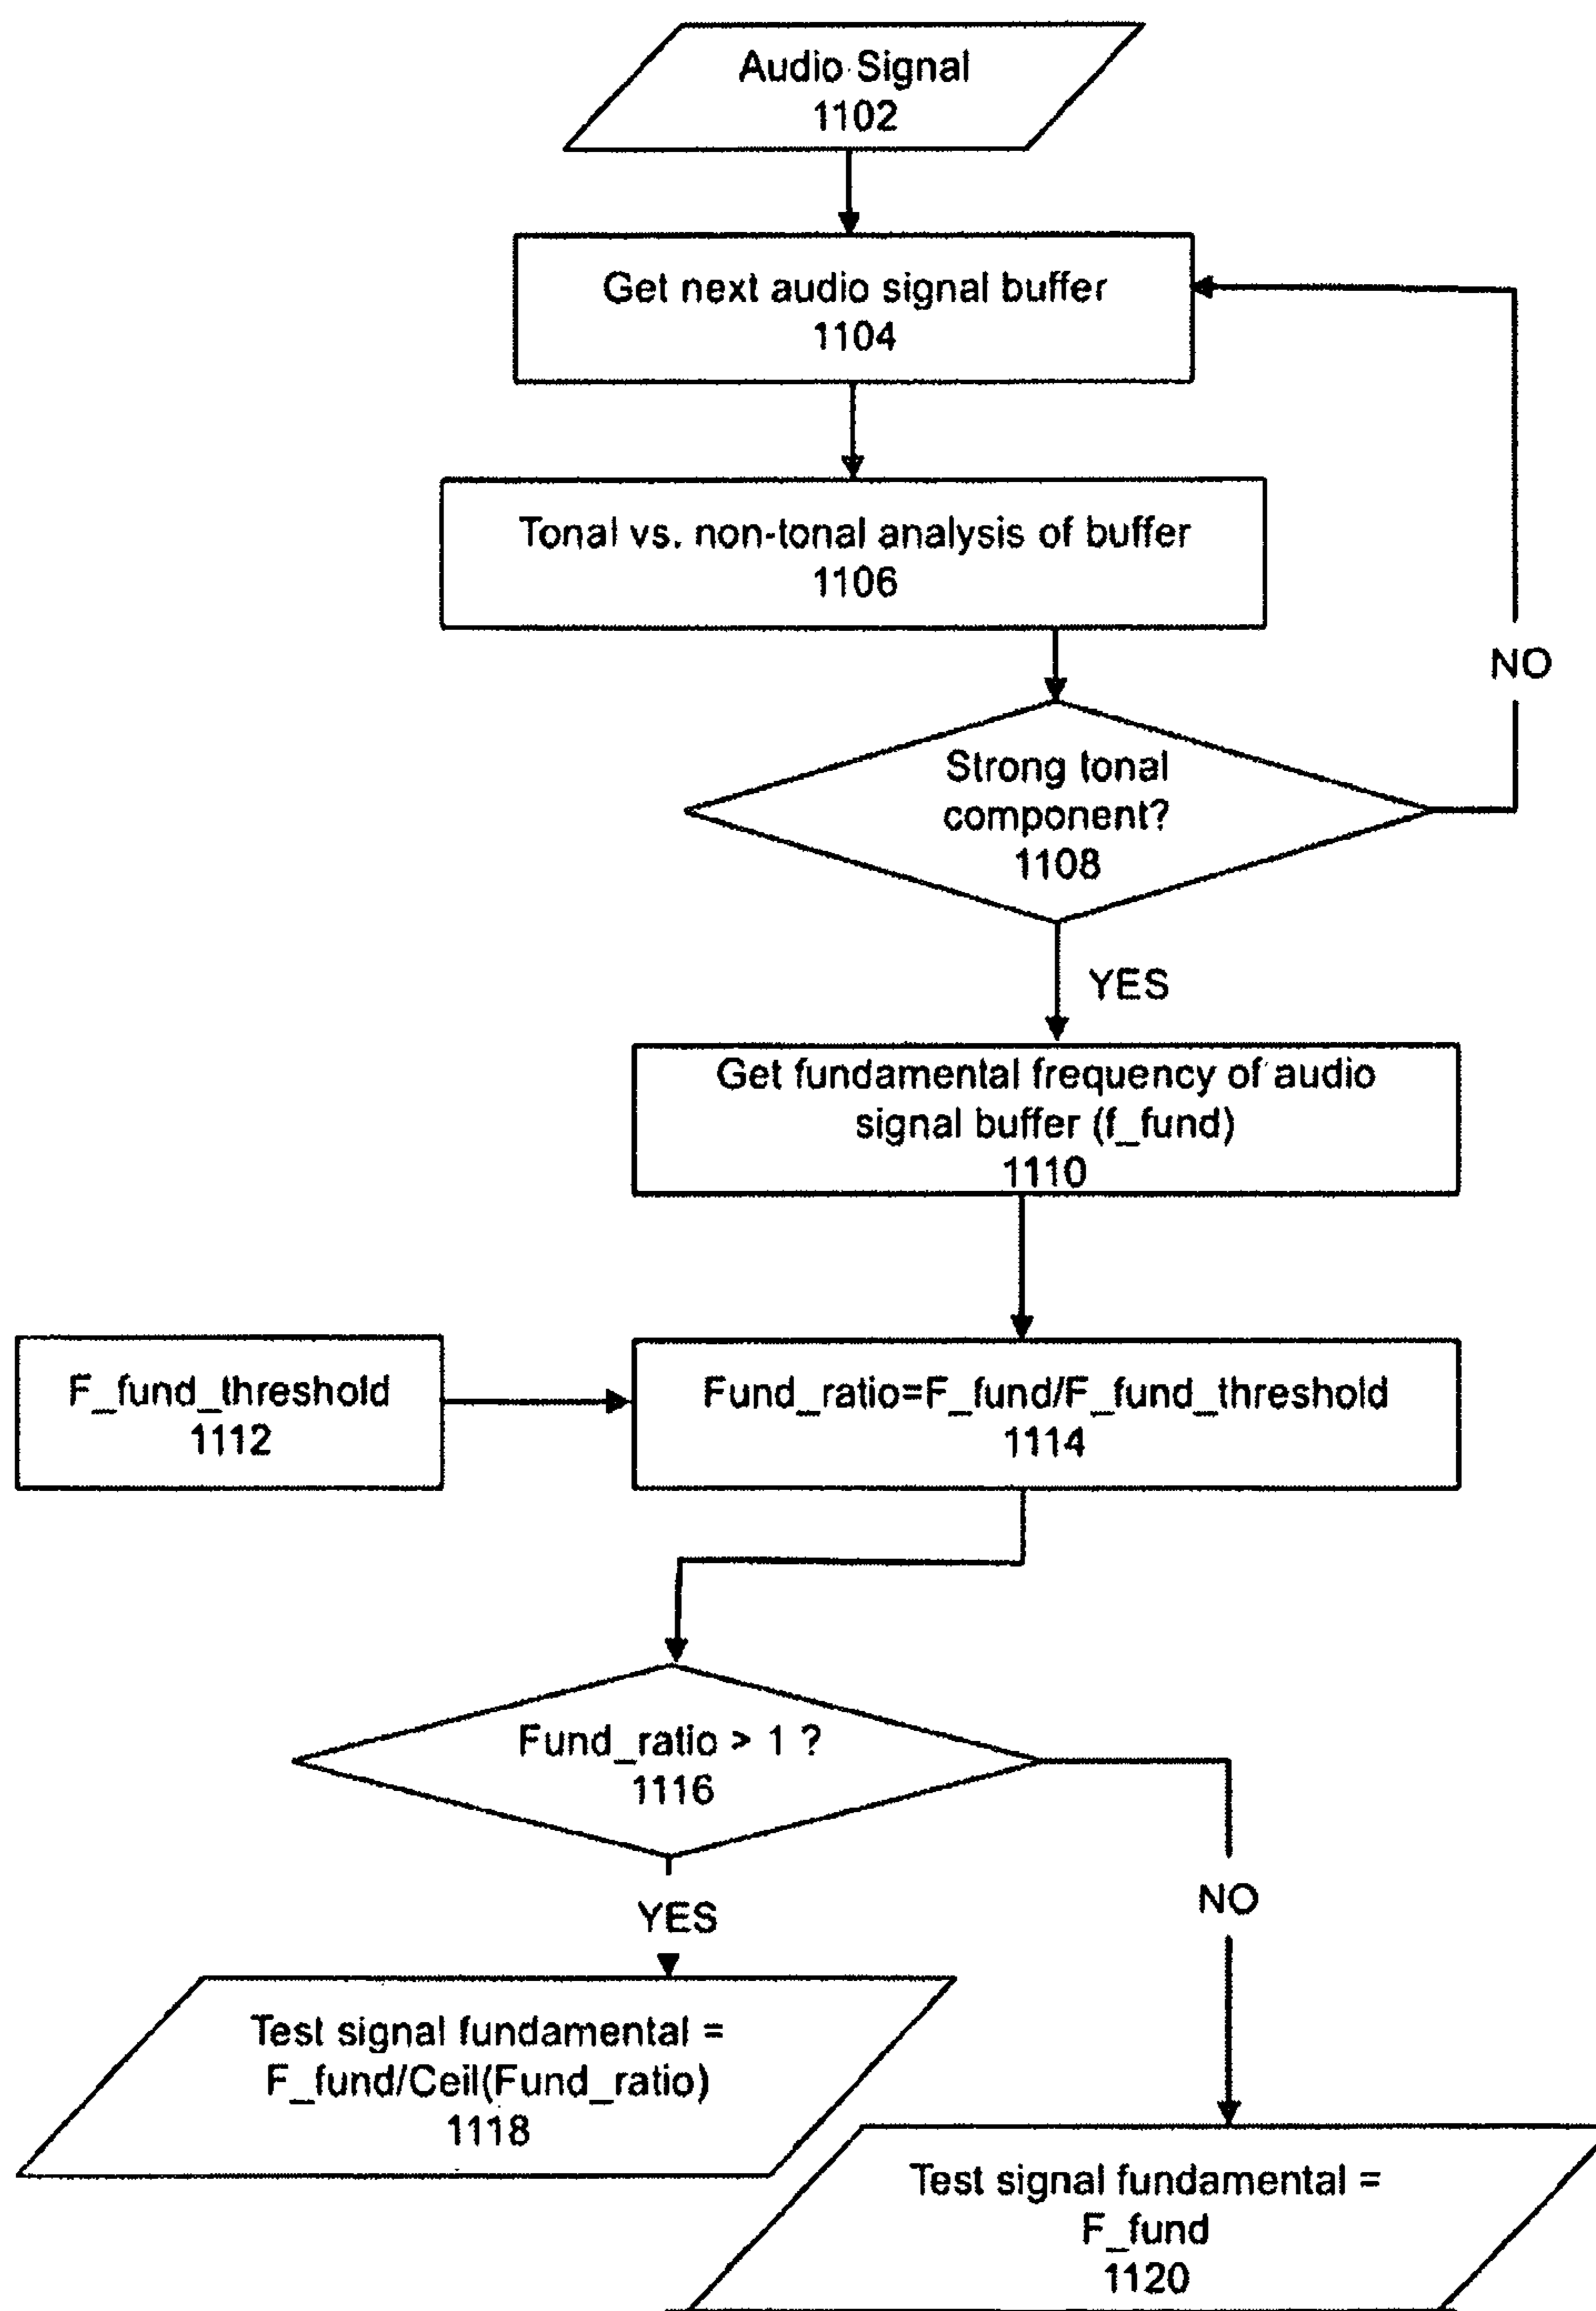 Audio Signal
1102
Get next audio signal buffer
1104
Tonal vs. non-tonal analysis of buffer
1106
NO
Strong tonal
component?
1108
YES
Get fundamental frequency of audio
signal buffer (f_fund)
1110
F_fund_threshold
1112
Fund_ratio=F_fund/F_fund_threshold
1114
Fund_ratio > 1 ?
1116
YES
NO
Test signal fundamental =
F_fund/Ceil(Fund_ratio)
1118
Test signal fundamental =
F_fund
1120